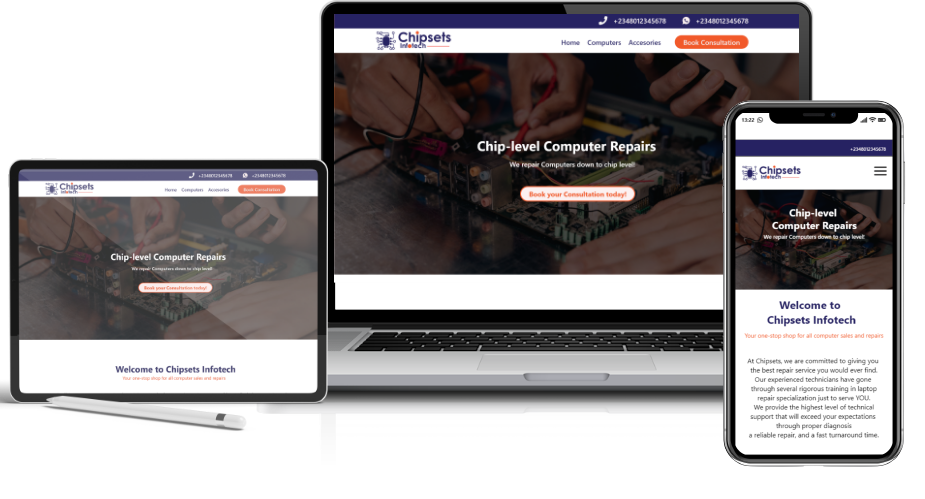 +2348012345678 +2348012345678
Chipsets
Infotech
Home Computers Accesories Book Consultation
Chip-level Computer Repairs
We repair Computers down to chip level!
Book your Consultation today!
+2348012345678 +2348012345678
Chipsets
Infotech
Home Computers Accesories Book Consultation
Chip-level Computer Repairs
We repair Computers down to chip level!
Book your Consultation today!
Welcome to Chipsets Infotech
Your one-stop shop for all computer sales and repairs
13:22
+2348012345678
Chipsets
Infotech
Chip-level
Computer Repairs
We repair Computers down to chip level!
Welcome to
Chipsets Infotech
Your one-stop shop for all computer sales and repairs
At Chipsets, we are committed to giving you
the best repair service you would ever find.
Our experienced technicians have gone
through several rigorous training in laptop
repair specialization just to serve YOU.
We provide the highest level of technical
support that will exceed your expectations
through proper diagnosis
a reliable repair, and a fast turnaround time.